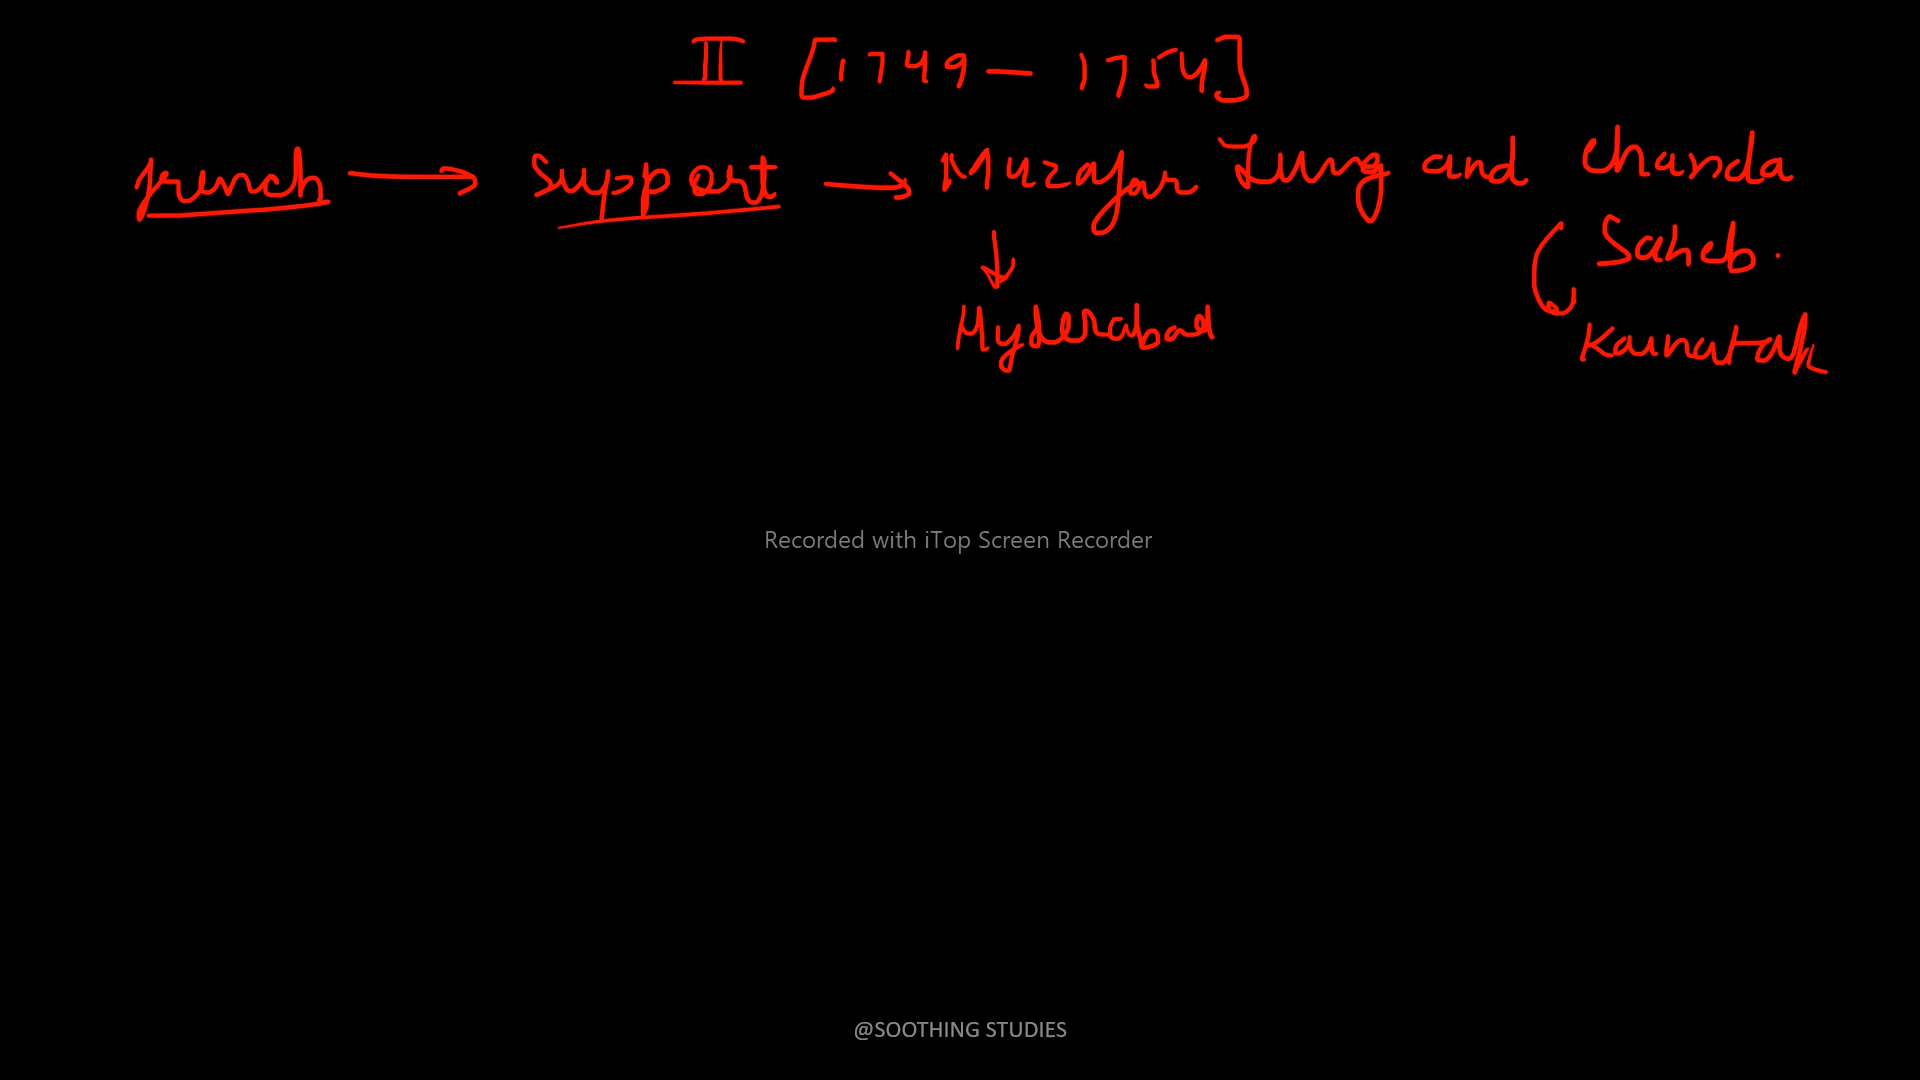 II [1749 – 1754]
french → Support → Muzafar Jung and Chanda
Saheb.
↓
Hyderabad
Karnatak
Recorded with iTop Screen Recorder
@SOOTHING STUDIES